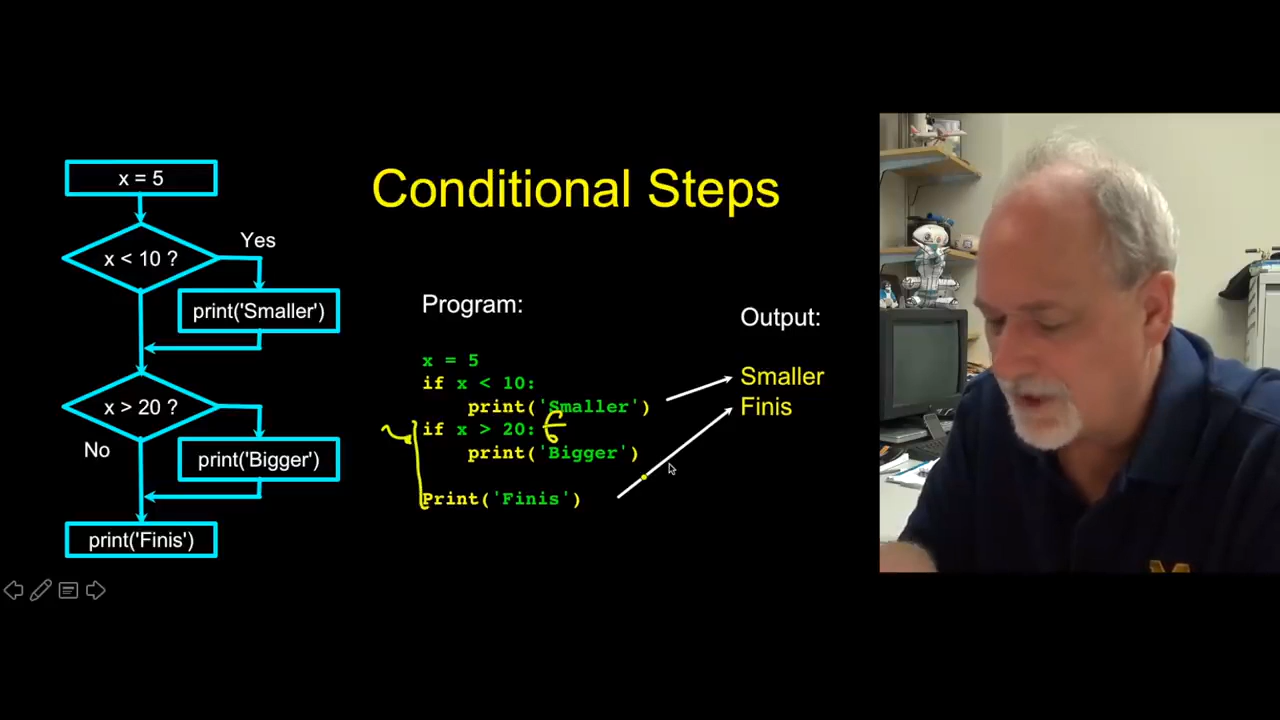 Conditional Steps
x = 5
x < 10 ?
Yes
print('Smaller')
x > 20 ?
No
print('Bigger')
print('Finis')
Program:
x = 5
if x < 10:
print('Smaller')
if x > 20:
print('Bigger')
Print('Finis')
Output:
Smaller
Finis